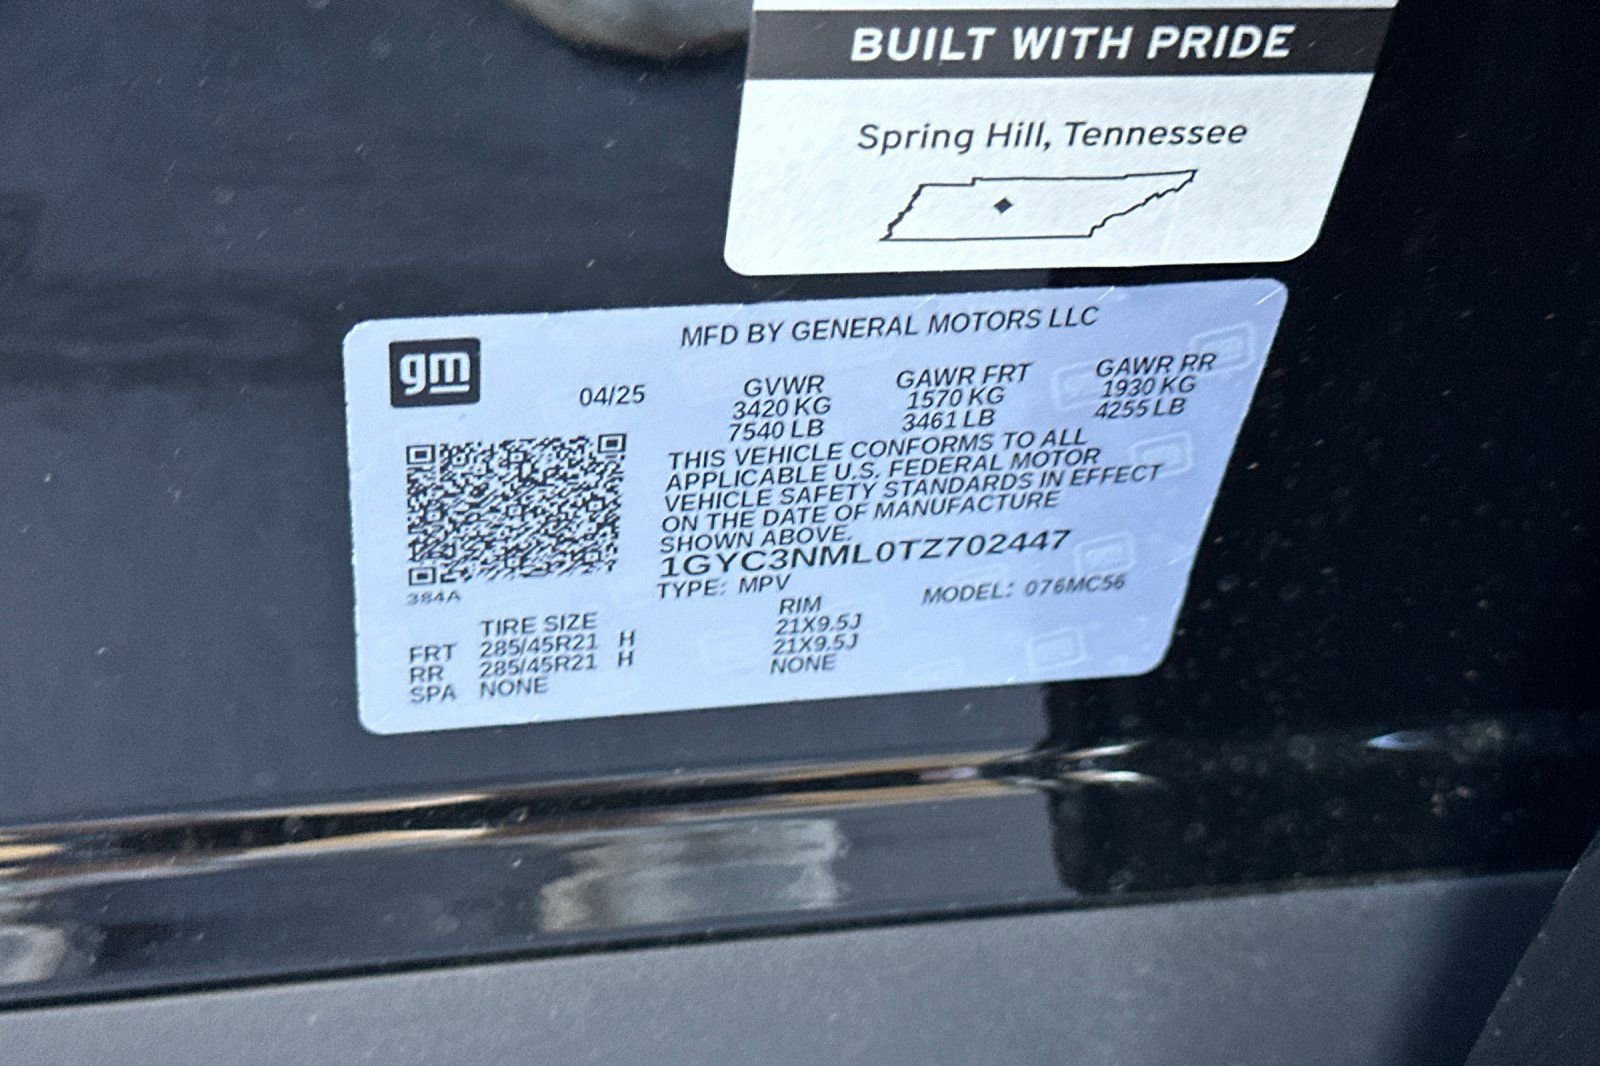 BUILT WITH PRIDE
Spring Hill, Tennessee
gm
MFD BY GENERAL MOTORS LLC
04/25
GVWR
3420 KG
7540 LB
GAWR FRT
1570 KG
3461 LB
GAWR RR
1930 KG
4255 LB
THIS VEHICLE CONFORMS TO ALL
APPLICABLE U.S. FEDERAL MOTOR
VEHICLE SAFETY STANDARDS IN EFFECT
ON THE DATE OF MANUFACTURE
SHOWN ABOVE.
1GYC3NML0TZ702447
TYPE: MPV
MODEL: 076MC56
384A
TIRE SIZE RIM
FRT 285/45R21 H 21X9.5J
RR 285/45R21 H 21X9.5J
SPA NONE NONE